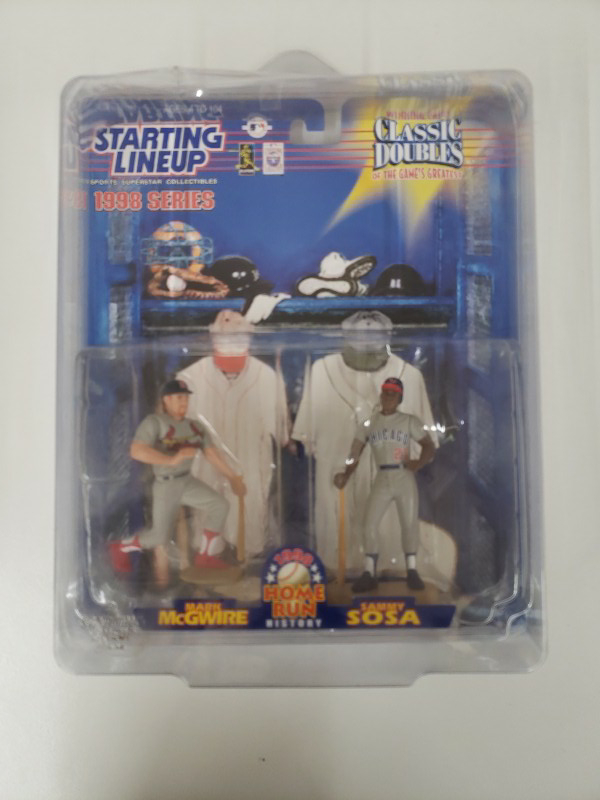 STARTING
LINEUP
SPORTS SUPERSTAR COLLECTIBLES
1998 SERIES
CLASSIC
DOUBLES
OF THE GAME'S GREATEST
CHICAGO
1998
HOME
RUN
HISTORY
MARK
McGWIRE
SAMMY
SOSA